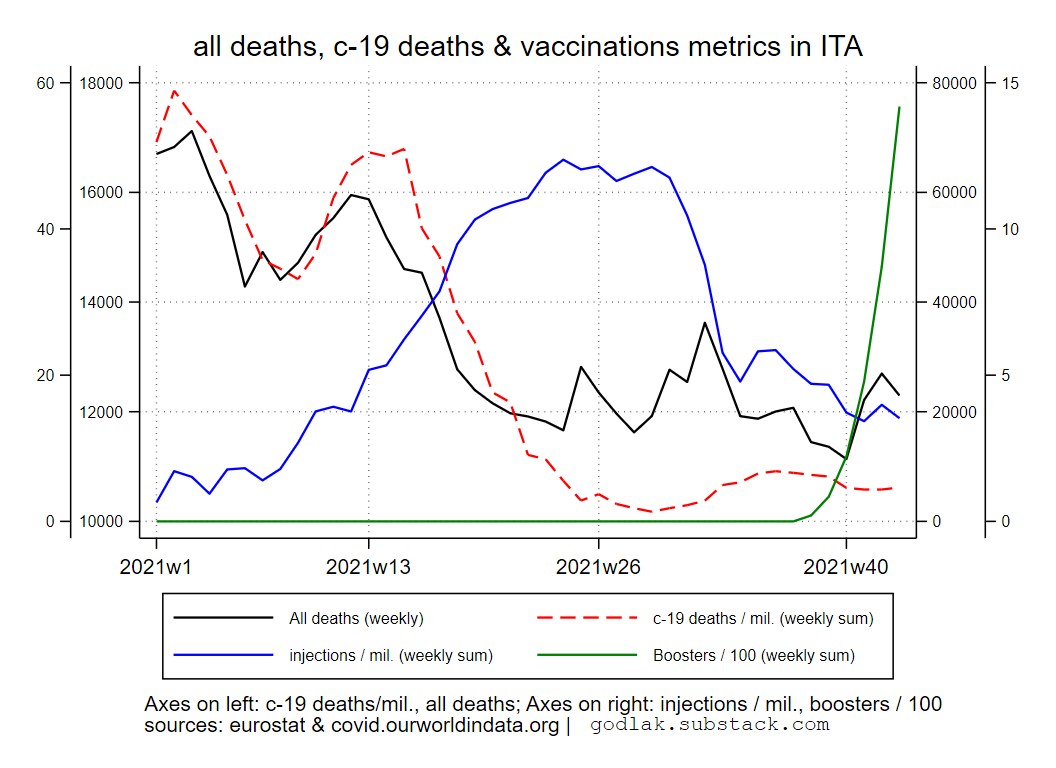 all deaths, c-19 deaths & vaccinations metrics in ITA
60 18000 80000 15
16000 60000
40 10
14000 40000
20 5
12000 20000
0 10000 0 0
2021w1 2021w13 2021w26 2021w40
All deaths (weekly) c-19 deaths / mil. (weekly sum)
injections / mil. (weekly sum) Boosters / 100 (weekly sum)
Axes on left: c-19 deaths/mil., all deaths; Axes on right: injections / mil., boosters / 100
sources: eurostat & covid.ourworldindata.org | godlak.substack.com